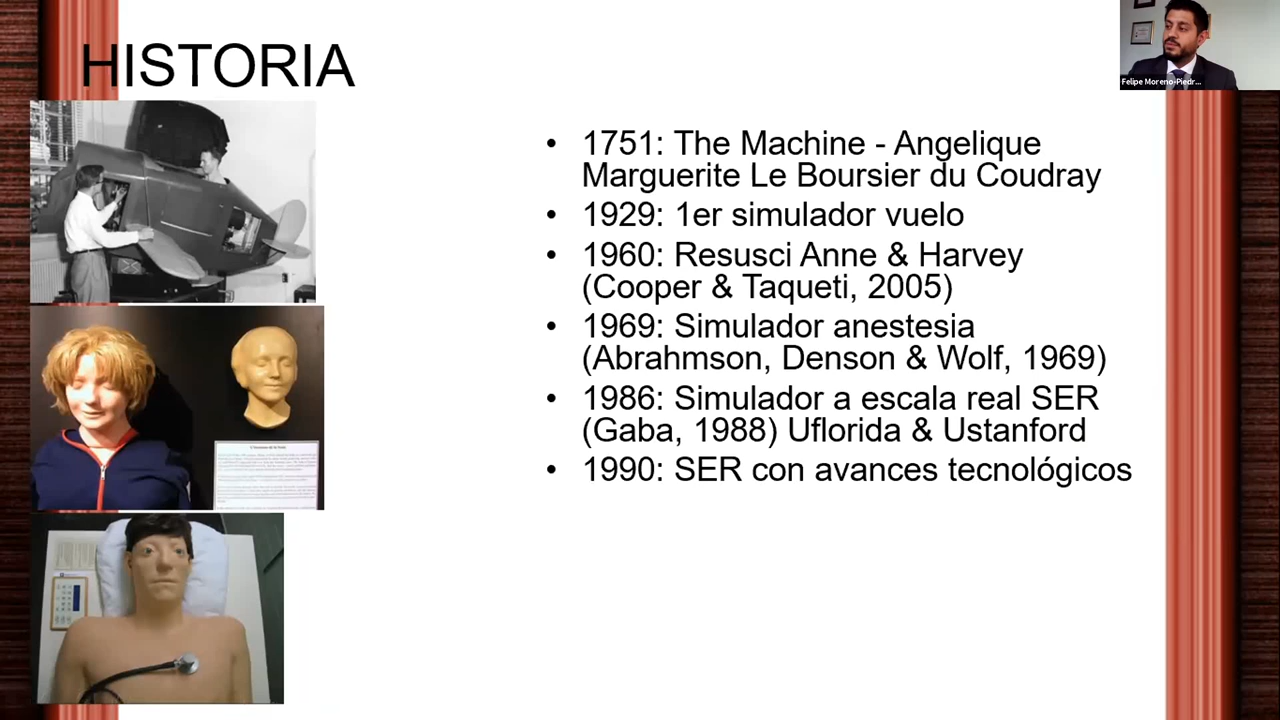 HISTORIA
Felipe Moreno-Piedr...
• 1751: The Machine - Angelique
Marguerite Le Boursier du Coudray
• 1929: 1er simulador vuelo
• 1960: Resusci Anne & Harvey
(Cooper & Taqueti, 2005)
• 1969: Simulador anestesia
(Abrahmson, Denson & Wolf, 1969)
• 1986: Simulador a escala real SER
(Gaba, 1988) Uflorida & Ustanford
• 1990: SER con avances tecnológicos